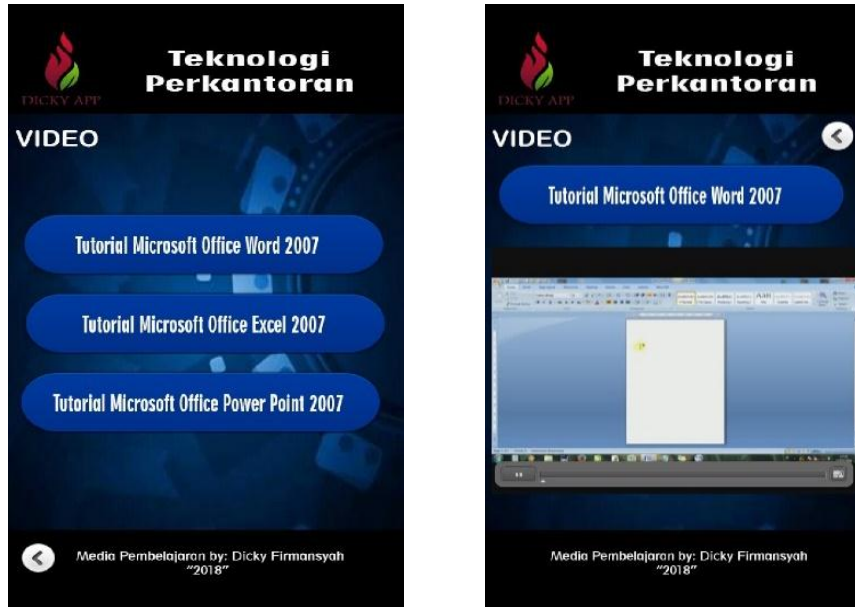 DICKY APP
Teknologi
Perkantoran
VIDEO
Tutorial Microsoft Office Word 2007
Tutorial Microsoft Office Excel 2007
Tutorial Microsoft Office Power Point 2007
Media Pembelajaran by: Dicky Firmansyah
"2018"
DICKY APP
Teknologi
Perkantoran
VIDEO
Tutorial Microsoft Office Word 2007
Media Pembelajaran by: Dicky Firmansyah
"2018"